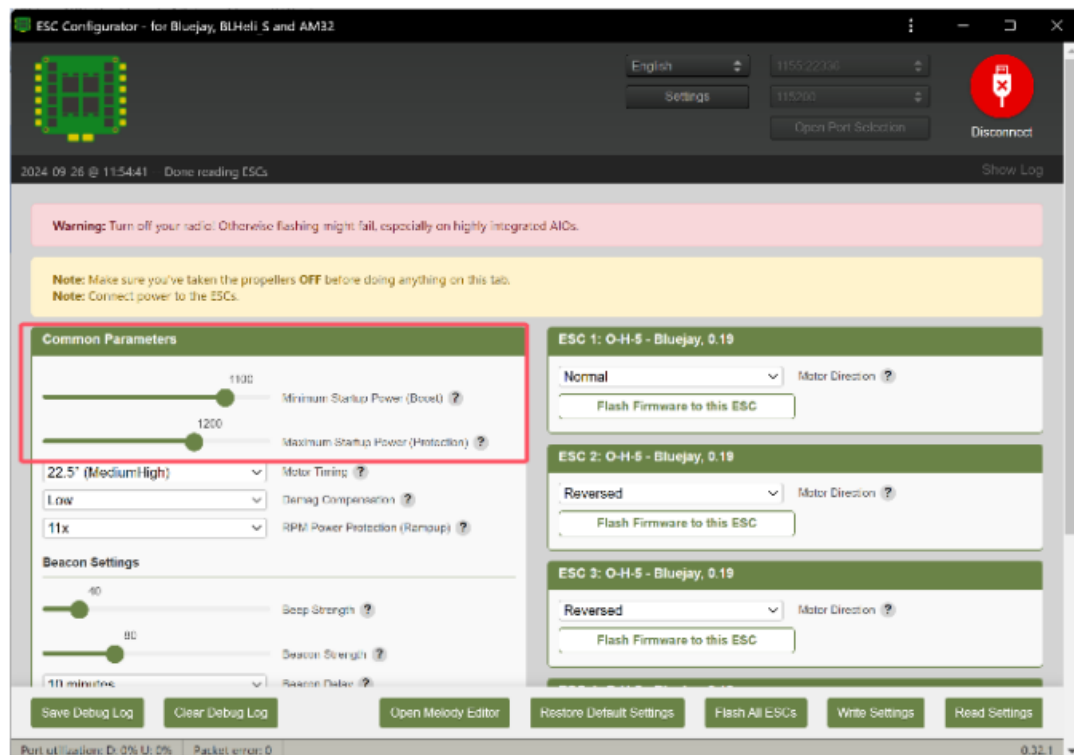 ESC Configurator - for Bluejay, BLHeli_S and AM32
English
1155:22336
Settings
115200
Open Port Selection
Disconnect
2024-09-26 @ 11:54:41 Done reading ESCs
Show Log
Warning: Turn off your radio! Otherwise flashing might fail, especially on highly integrated AIOs.
Note: Make sure you've taken the propellers OFF before doing anything on this tab.
Note: Connect power to the ESCs.
Common Parameters
1100
Minimum Startup Power (Boost) ?
1200
Maximum Startup Power (Protection) ?
22.5° (MediumHigh) Motor Timing ?
Low Demag Compensation ?
11x RPM Power Protection (Rampup) ?
Beacon Settings
40
Beep Strength ?
80
Beacon Strength ?
10 minutes Beacon Delay ?
ESC 1: O-H-5 - Bluejay, 0.19
Normal Motor Direction ?
Flash Firmware to this ESC
ESC 2: O-H-5 - Bluejay, 0.19
Reversed Motor Direction ?
Flash Firmware to this ESC
ESC 3: O-H-5 - Bluejay, 0.19
Reversed Motor Direction ?
Flash Firmware to this ESC
Save Debug Log Clear Debug Log Open Melody Editor Restore Default Settings Flash All ESCs Write Settings Read Settings
Port utilization: D: 0% U: 0% Packet error: 0 0.32.1